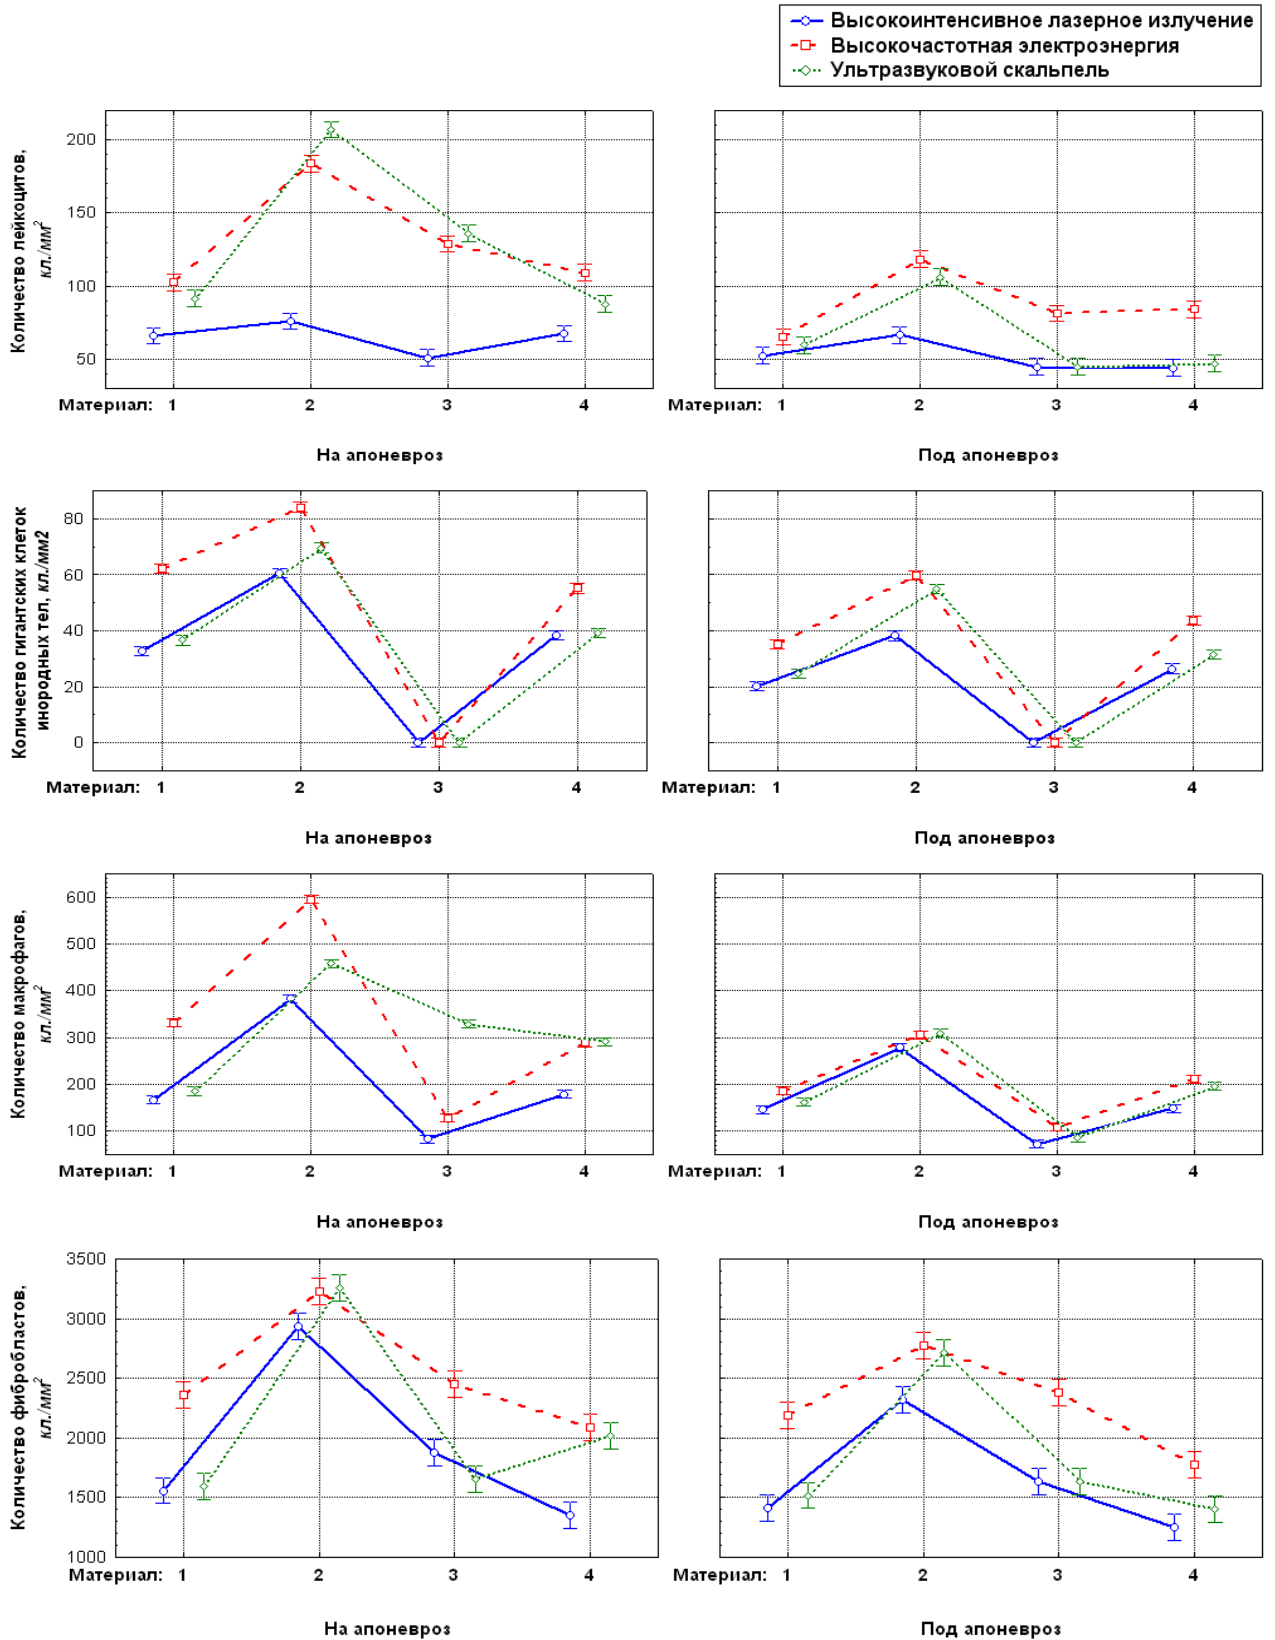 Высокоинтенсивное лазерное излучение
Высокочастотная электроэнергия
Ультразвуковой скальпель
Количество лейкоцитов,
кл./мм²
200
150
100
50
Материал: 1 2 3 4
На апоневроз
Материал: 1 2 3 4
Под апоневроз
Количество гигантских клеток
инородных тел, кл./мм2
80
60
40
20
0
Материал: 1 2 3 4
На апоневроз
Материал: 1 2 3 4
Под апоневроз
Количество макрофагов,
кл./мм²
600
500
400
300
200
100
Материал: 1 2 3 4
На апоневроз
Материал: 1 2 3 4
Под апоневроз
Количество фибробластов,
кл./мм²
3500
3000
2500
2000
1500
1000
Материал: 1 2 3 4
На апоневроз
Материал: 1 2 3 4
Под апоневроз